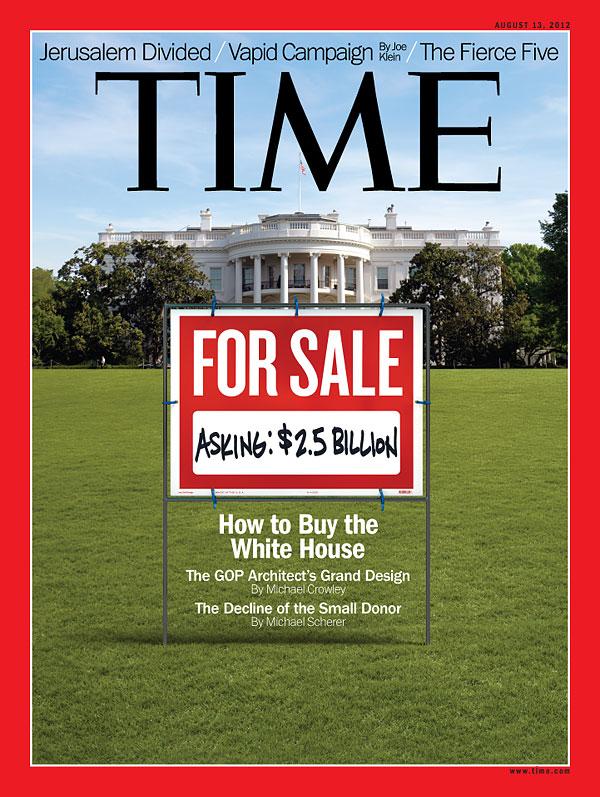 AUGUST 13, 2012
Jerusalem Divided / Vapid Campaign By Joe Klein / The Fierce Five
TIME
FOR SALE
ASKING: $2.5 BILLION
How to Buy the
White House
The GOP Architect's Grand Design
By Michael Crowley
The Decline of the Small Donor
By Michael Scherer
www.time.com